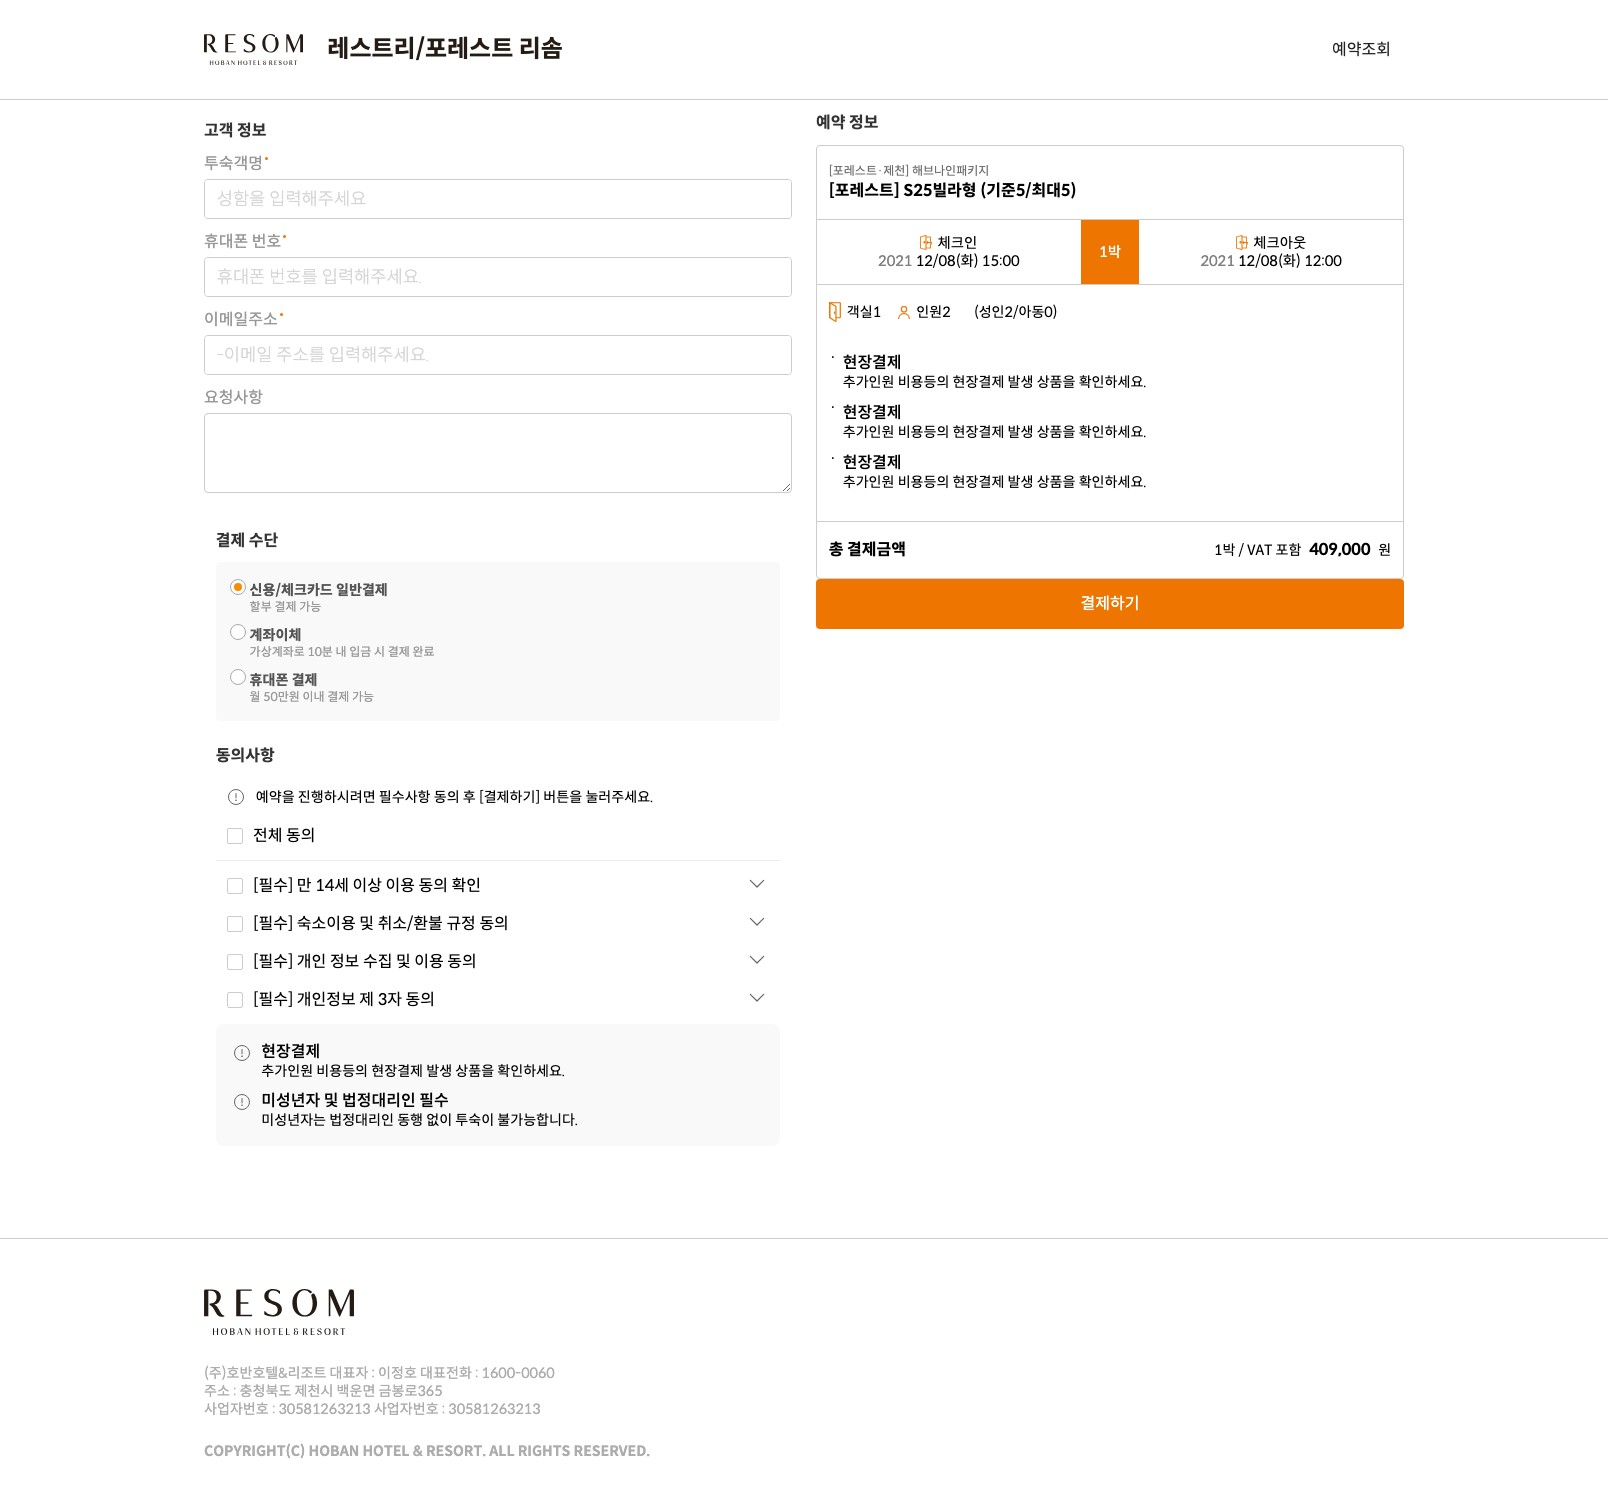 RESOM
HOBAN HOTEL & RESORT
레스트리/포레스트 리솜
예약조회
고객 정보
투숙객명•
성함을 입력해주세요
휴대폰 번호•
휴대폰 번호를 입력해주세요.
이메일주소•
-이메일 주소를 입력해주세요.
요청사항
결제 수단
신용/체크카드 일반결제
할부 결제 가능
계좌이체
가상계좌로 10분 내 입금 시 결제 완료
휴대폰 결제
월 50만원 이내 결제 가능
동의사항
예약을 진행하시려면 필수사항 동의 후 [결제하기] 버튼을 눌러주세요.
전체 동의
[필수] 만 14세 이상 이용 동의 확인
[필수] 숙소이용 및 취소/환불 규정 동의
[필수] 개인 정보 수집 및 이용 동의
[필수] 개인정보 제 3자 동의
현장결제
추가인원 비용등의 현장결제 발생 상품을 확인하세요.
미성년자 및 법정대리인 필수
미성년자는 법정대리인 동행 없이 투숙이 불가능합니다.
예약 정보
[포레스트·제천] 해브나인패키지
[포레스트] S25빌라형 (기준5/최대5)
체크인
2021 12/08(화) 15:00
1박
체크아웃
2021 12/08(화) 12:00
객실1 인원2 (성인2/아동0)
· 현장결제
추가인원 비용등의 현장결제 발생 상품을 확인하세요.
· 현장결제
추가인원 비용등의 현장결제 발생 상품을 확인하세요.
· 현장결제
추가인원 비용등의 현장결제 발생 상품을 확인하세요.
총 결제금액 1박 / VAT 포함 409,000 원
결제하기
RESOM
HOBAN HOTEL & RESORT
(주)호반호텔&리조트 대표자 : 이정호 대표전화 : 1600-0060
주소 : 충청북도 제천시 백운면 금봉로365
사업자번호 : 30581263213 사업자번호 : 30581263213
COPYRIGHT(C) HOBAN HOTEL & RESORT. ALL RIGHTS RESERVED.